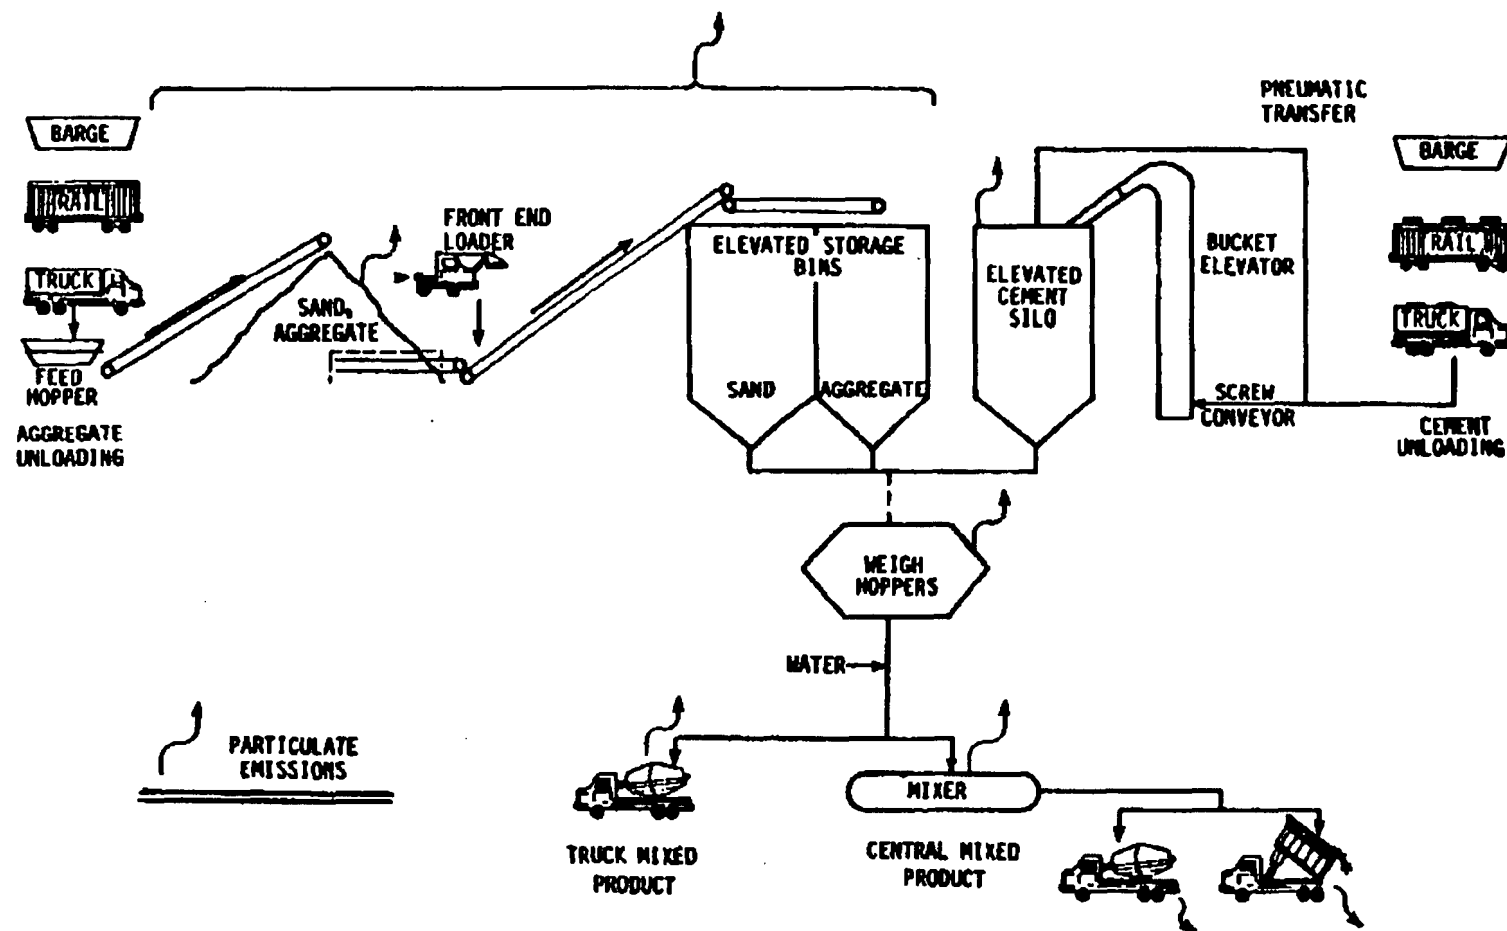 PNEUMATIC
TRANSFER
BARGE
BARGE
RAIL
FRONT END
LOADER
ELEVATED STORAGE
BINS
BUCKET
ELEVATOR
RAIL
TRUCK
ELEVATED
CEMENT
SILO
SAND,
AGGREGATE
TRUCK
FEED
HOPPER
SAND
AGGREGATE
SCREW
CONVEYOR
AGGREGATE
UNLOADING
CEMENT
UNLOADING
WEIGH
HOPPERS
WATER
PARTICULATE
EMISSIONS
MIXER
TRUCK MIXED
PRODUCT
CENTRAL MIXED
PRODUCT